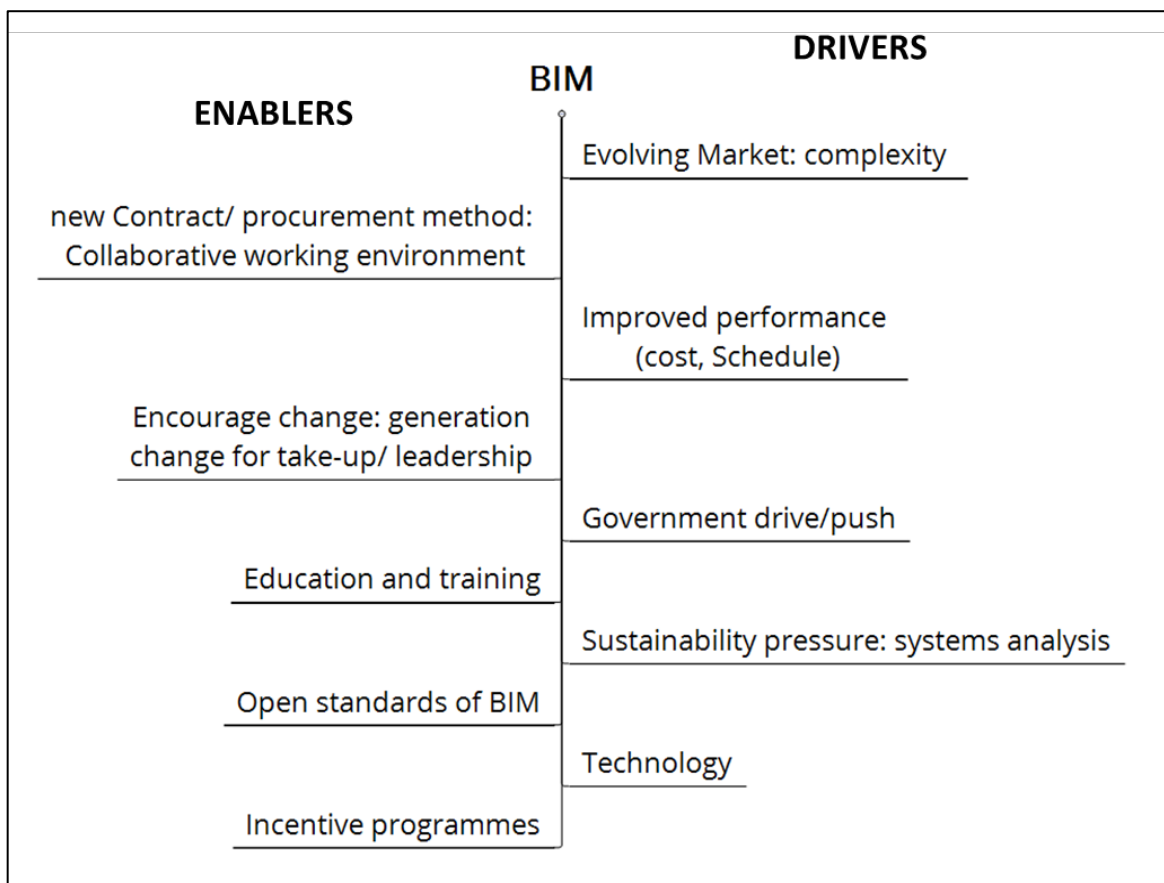 DRIVERS
BIM
ENABLERS
Evolving Market: complexity
new Contract/ procurement method:
Collaborative working environment
Improved performance
(cost, Schedule)
Encourage change: generation
change for take-up/ leadership
Government drive/push
Education and training
Sustainability pressure: systems analysis
Open standards of BIM
Technology
Incentive programmes